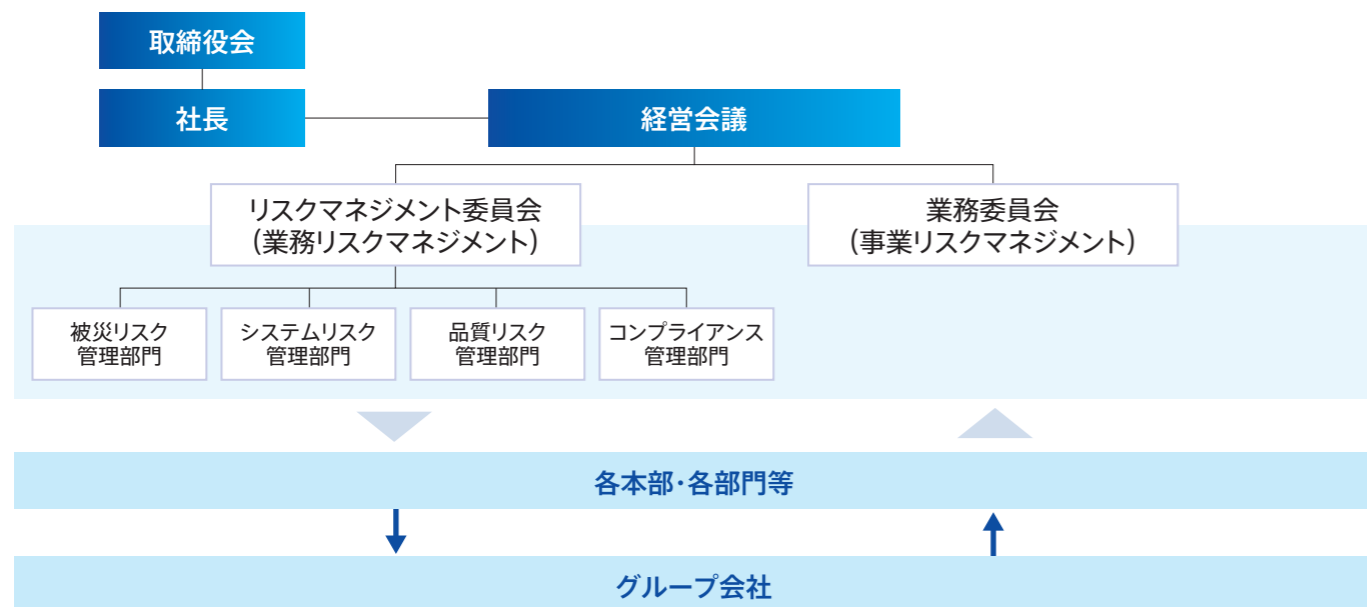 取締役会
社長
経営会議
リスクマネジメント委員会
(業務リスクマネジメント)
業務委員会
(事業リスクマネジメント)
被災リスク
管理部門
システムリスク
管理部門
品質リスク
管理部門
コンプライアンス
管理部門
各本部・各部門等
グループ会社